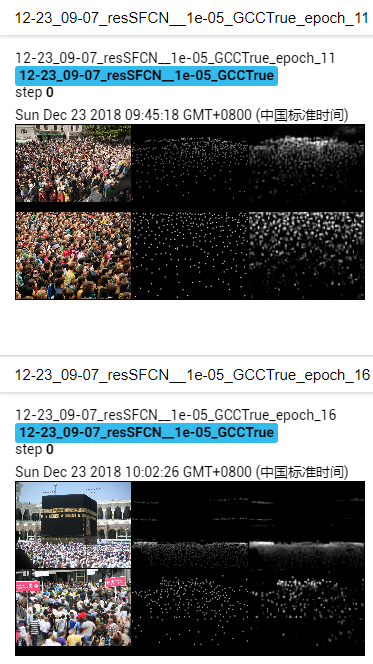 12-23_09-07_resSFCN__1e-05_GCCTrue_epoch_11
12-23_09-07_resSFCN__1e-05_GCCTrue_epoch_11
12-23_09-07_resSFCN__1e-05_GCCTrue
step 0
Sun Dec 23 2018 09:45:18 GMT+0800 (中国标准时间)
12-23_09-07_resSFCN__1e-05_GCCTrue_epoch_16
12-23_09-07_resSFCN__1e-05_GCCTrue_epoch_16
12-23_09-07_resSFCN__1e-05_GCCTrue
step 0
Sun Dec 23 2018 10:02:26 GMT+0800 (中国标准时间)